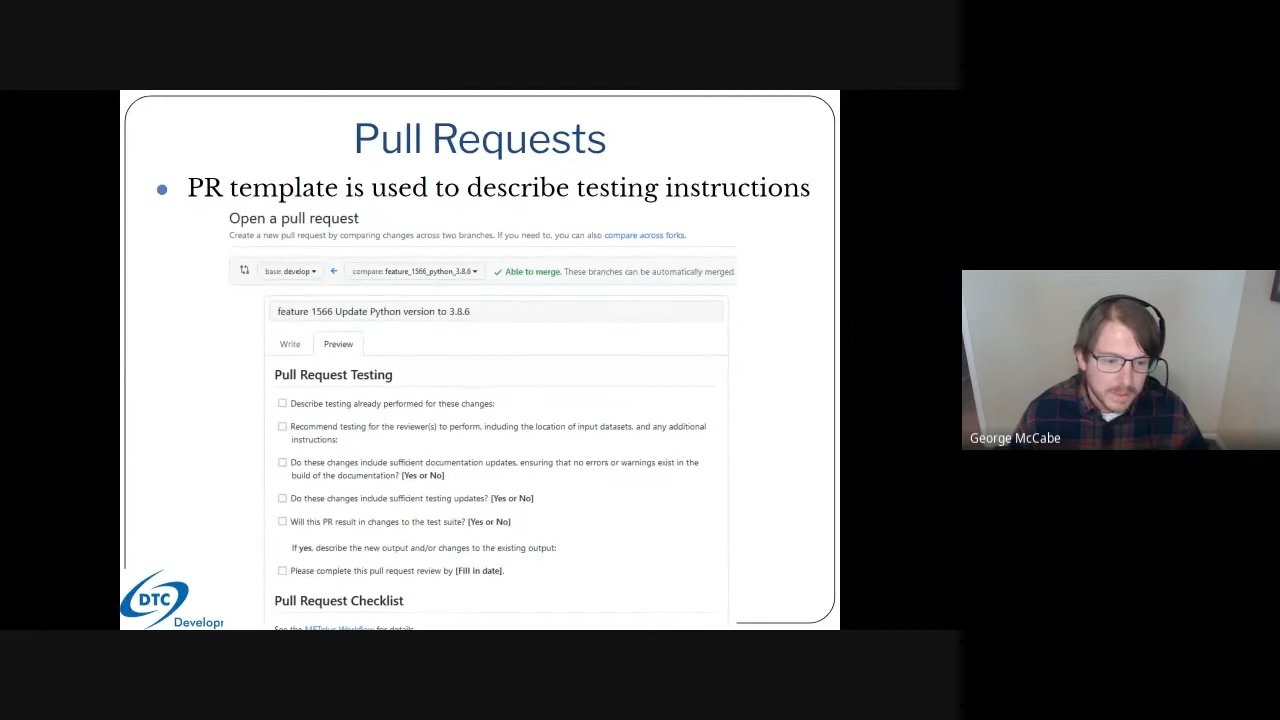 Pull Requests
PR template is used to describe testing instructions
Open a pull request
Create a new pull request by comparing changes across two branches. If you need to, you can also compare across forks.
base: develop
compare: feature_1566_python_3.8.6
Able to merge. These branches can be automatically merged.
feature 1566 Update Python version to 3.8.6
Write
Preview
Pull Request Testing
Describe testing already performed for these changes:
Recommend testing for the reviewer(s) to perform, including the location of input datasets, and any additional
instructions:
Do these changes include sufficient documentation updates, ensuring that no errors or warnings exist in the
build of the documentation? [Yes or No]
Do these changes include sufficient testing updates? [Yes or No]
Will this PR result in changes to the test suite? [Yes or No]
If yes, describe the new output and/or changes to the existing output:
Please complete this pull request review by [Fill in date].
Pull Request Checklist
See the METplus Workflow for details.
DTC
Develop
George McCabe